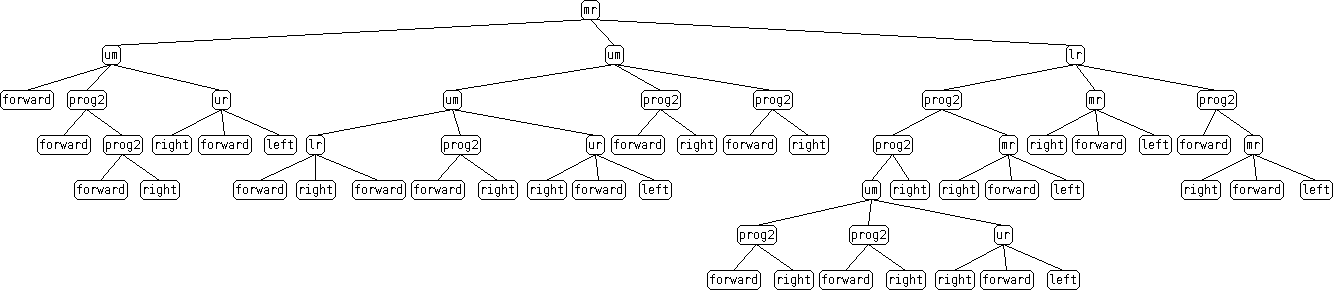 mr
um um lr
forward prog2 ur um prog2 prog2 prog2 mr prog2
forward prog2 right forward left lr prog2 ur forward right forward right prog2 mr right forward left forward mr
forward right forward right forward forward right right forward left um right right forward left right forward left
prog2 prog2 ur
forward right forward right right forward left